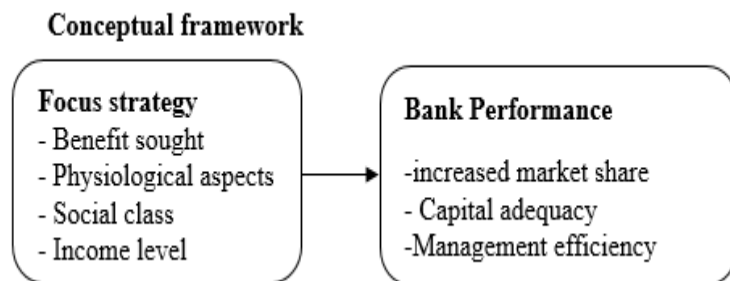 Conceptual framework
Focus strategy
- Benefit sought
- Physiological aspects
- Social class
- Income level
Bank Performance
-increased market share
- Capital adequacy
-Management efficiency